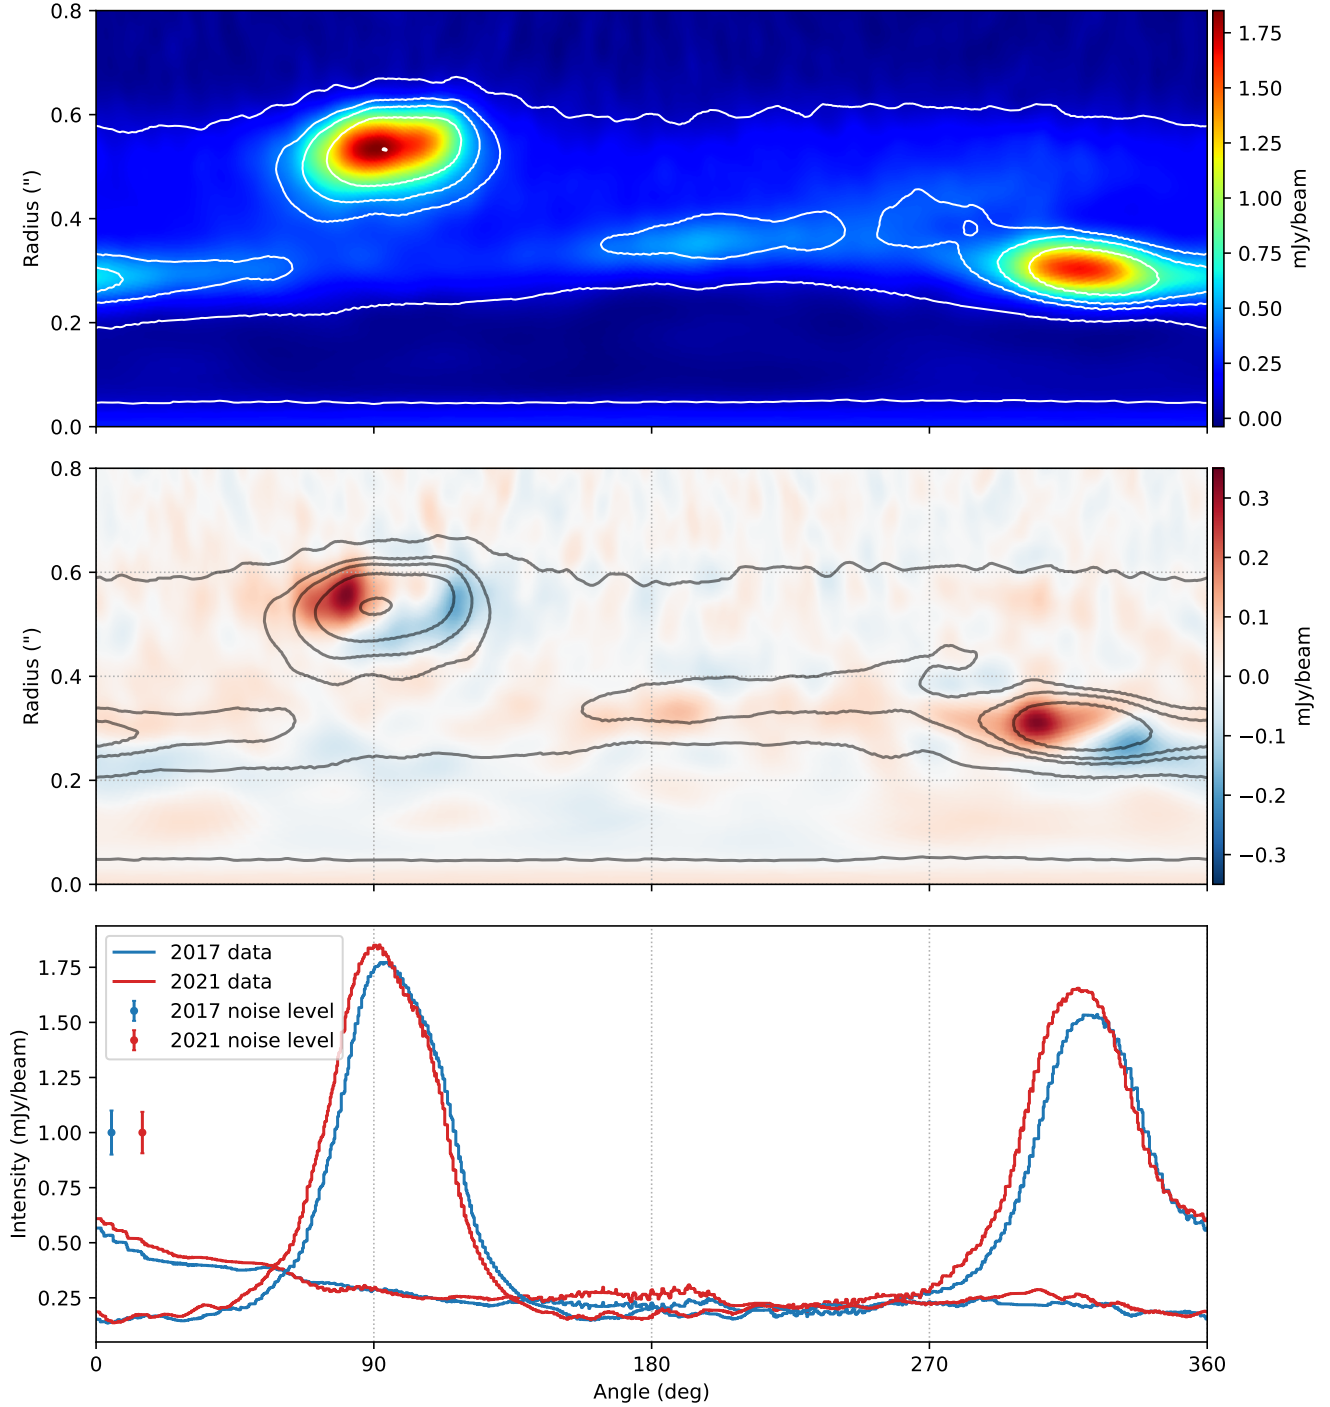 0.8
0.6
0.4
0.2
0.0
Radius (")
1.75
1.50
1.25
1.00
0.75
0.50
0.25
0.00
mJy/beam
0.8
0.6
0.4
0.2
0.0
Radius (")
0.3
0.2
0.1
0.0
−0.1
−0.2
−0.3
mJy/beam
2017 data
2021 data
2017 noise level
2021 noise level
1.75
1.50
1.25
1.00
0.75
0.50
0.25
Intensity (mJy/beam)
0 90 180 270 360
Angle (deg)